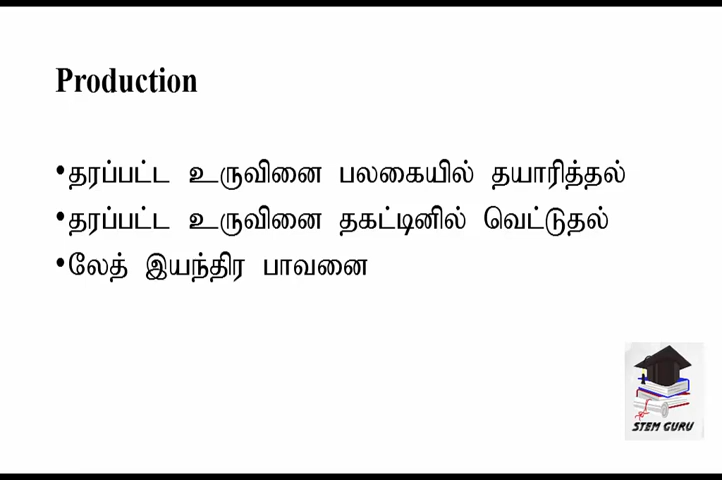 Production
•தரப்பட்ட உருவினை பலகையில் தயாரித்தல்
•தரப்பட்ட உருவினை தகட்டினில் வெட்டுதல்
•லேத் இயந்திர பாவனை
STEM GURU